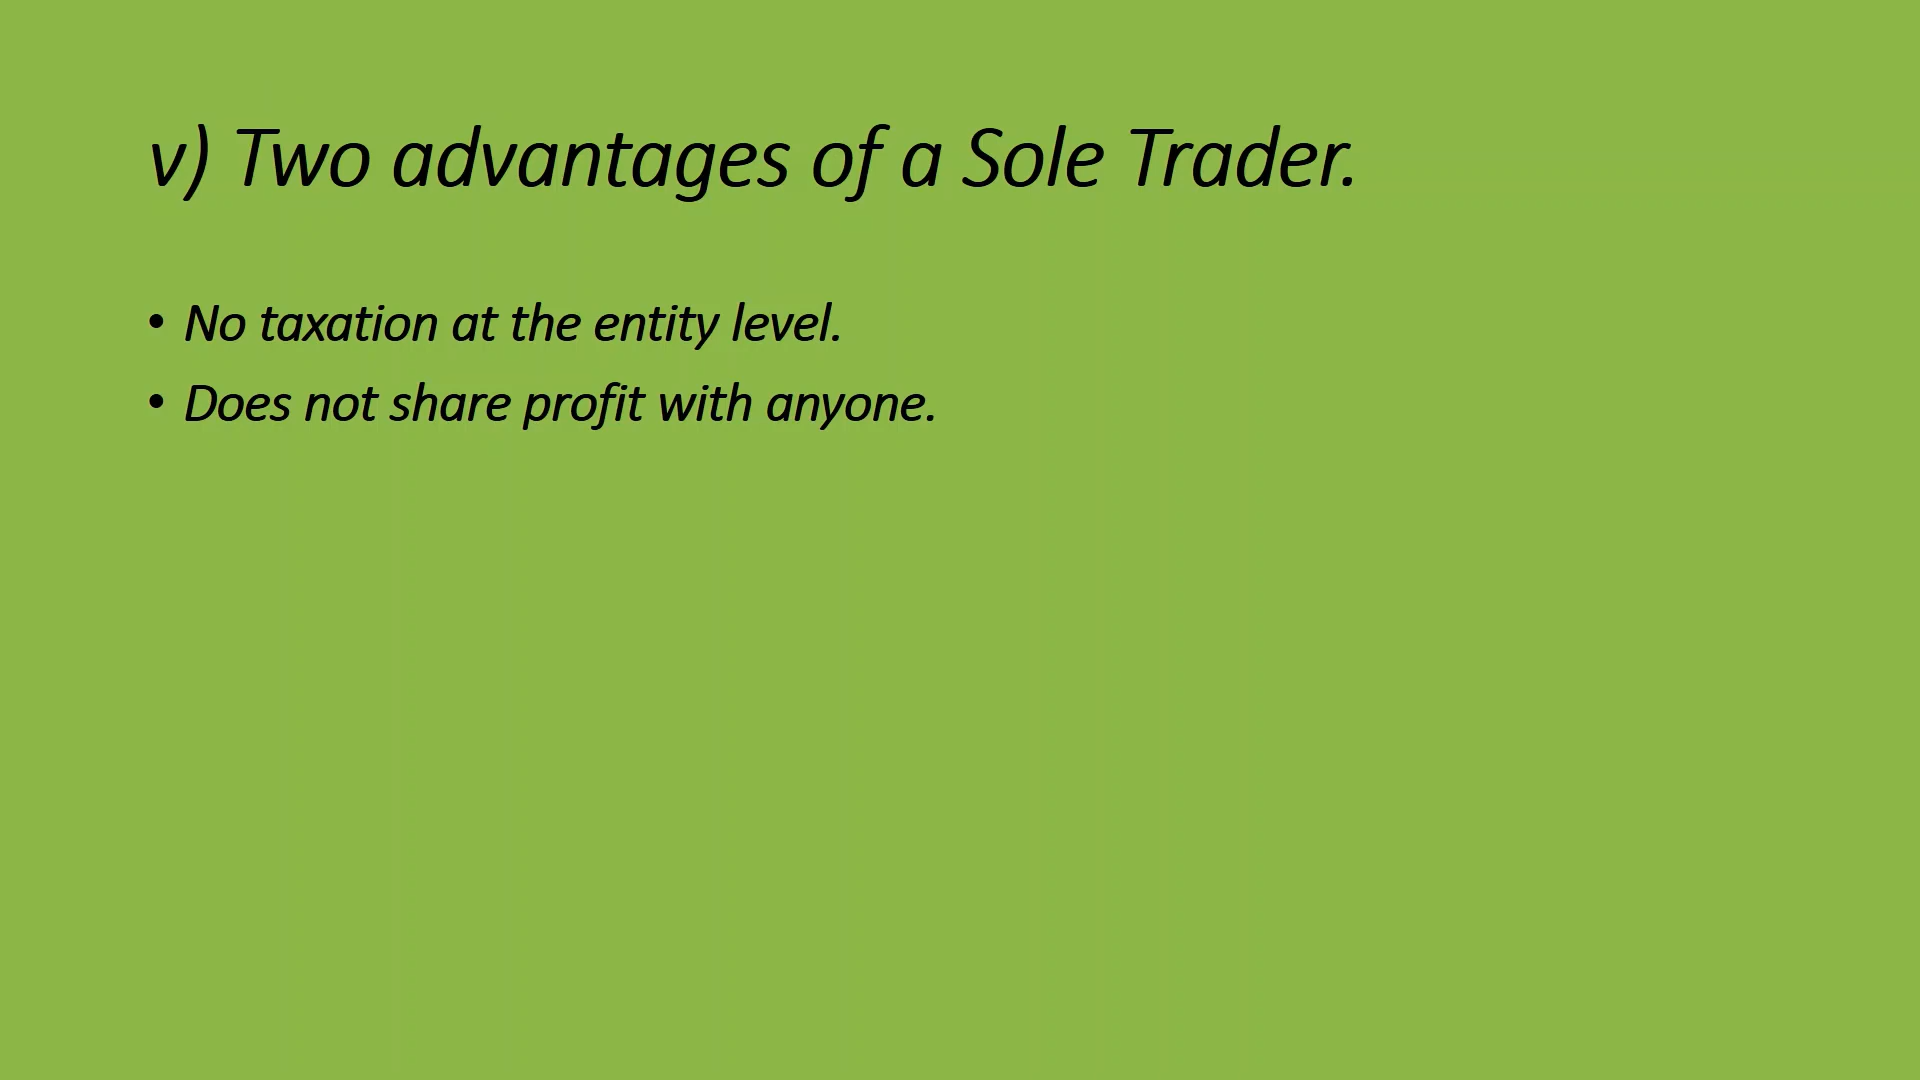 v) Two advantages of a Sole Trader.
• No taxation at the entity level.
• Does not share profit with anyone.